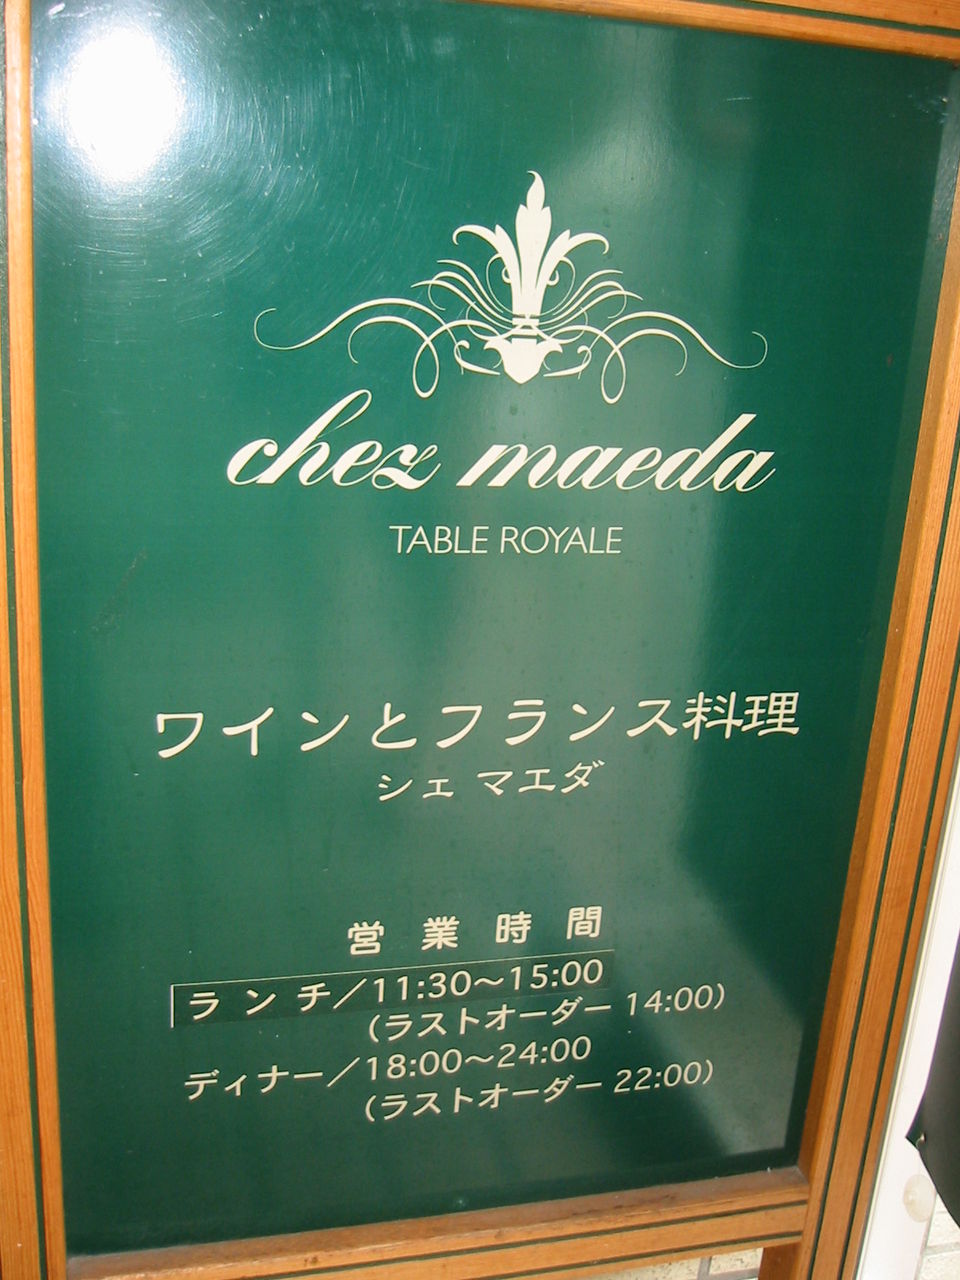 chez maeda
TABLE ROYALE
ワインとフランス料理
シェ マエダ
営業時間
ランチ／11:30～15:00
(ラストオーダー 14:00)
ディナー／18:00～24:00
(ラストオーダー 22:00)